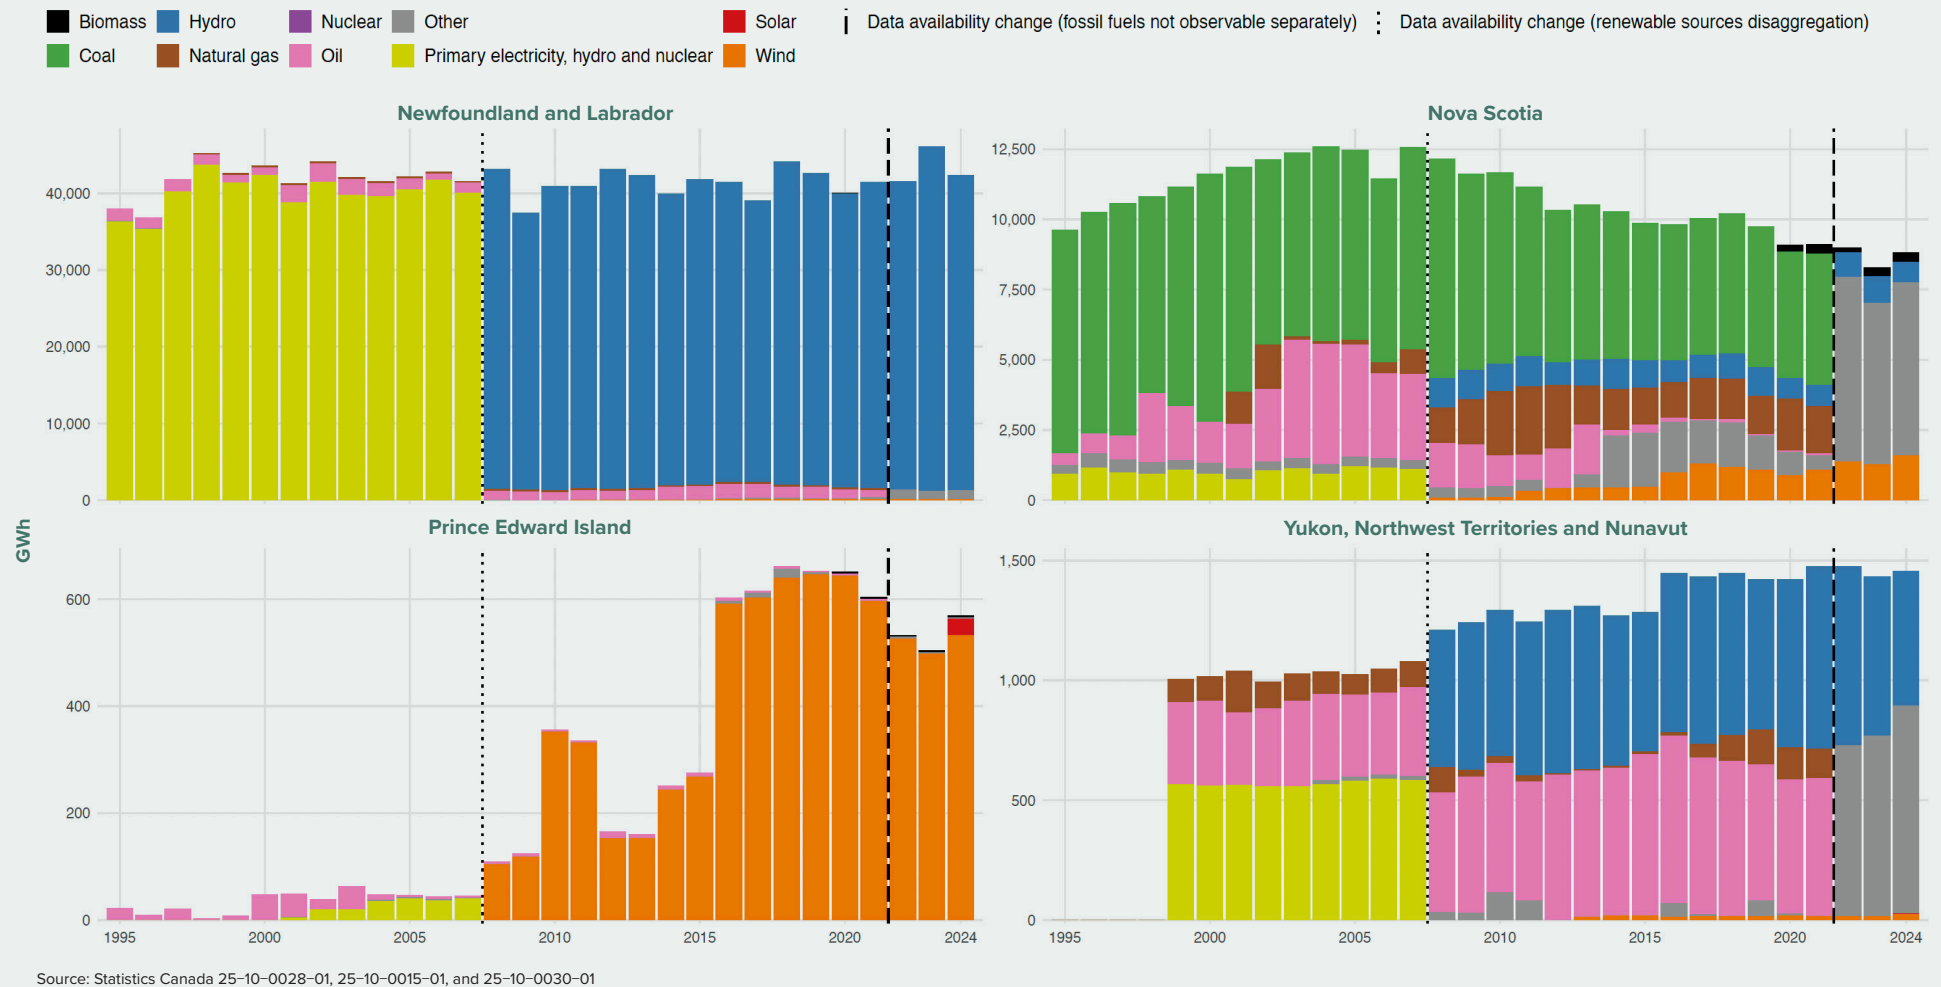 Biomass Hydro Nuclear Other Solar Data availability change (fossil fuels not observable separately) Data availability change (renewable sources disaggregation)
Coal Natural gas Oil Primary electricity, hydro and nuclear Wind
Newfoundland and Labrador
40,000
30,000
20,000
10,000
0
Nova Scotia
12,500
10,000
7,500
5,000
2,500
0
GWh
Prince Edward Island
600
400
200
0
1995 2000 2005 2010 2015 2020 2024
Yukon, Northwest Territories and Nunavut
1,500
1,000
500
0
1995 2000 2005 2010 2015 2020 2024
Source: Statistics Canada 25-10-0028-01, 25-10-0015-01, and 25-10-0030-01